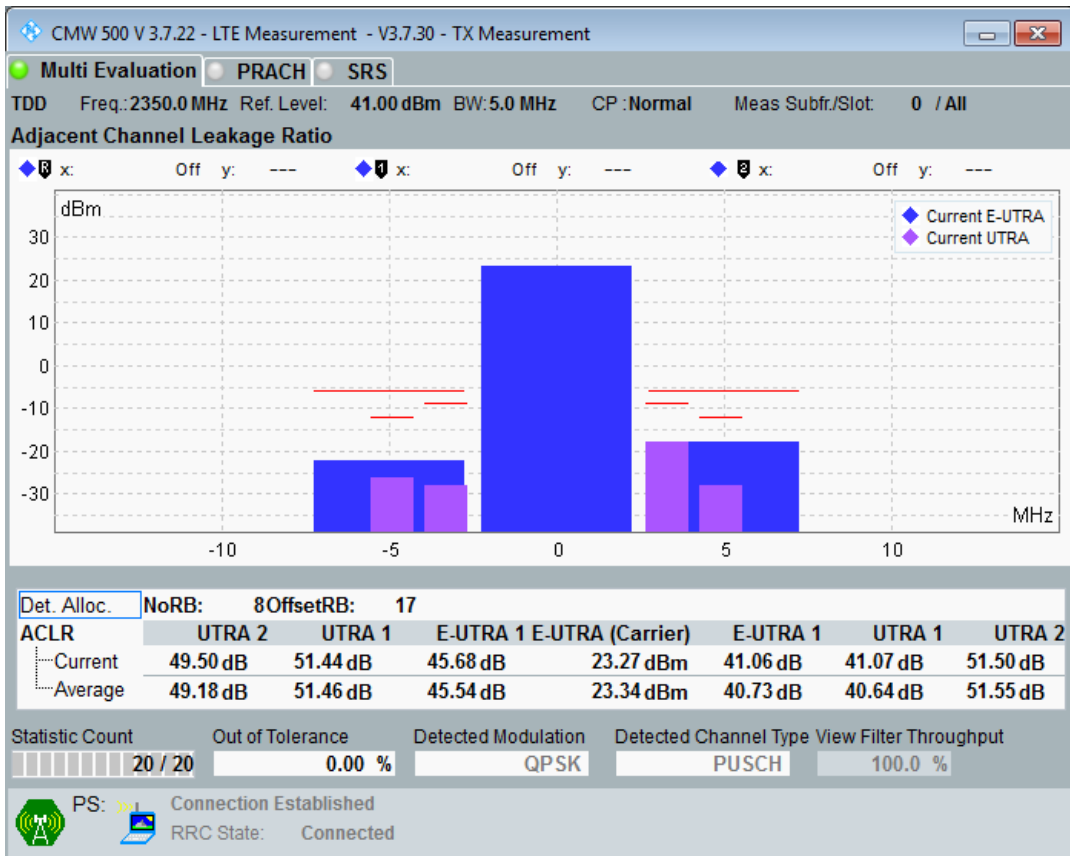 CMW 500 V 3.7.22 - LTE Measurement  - V3.7.30 - TX Measurement
Multi Evaluation PRACH SRS
TDD Freg.:2350.0 MHz Ref. Level: 41.00 dBm BW:5.0 MHz CP :Normal Meas Subfr./Slot: 0 / All
Adjacent Channel Leakage Ratio
R x: Off y: --- 1 x: Off y: --- 2 x: Off y: ---
dBm
Current E-UTRA
Current UTRA
30
20
10
0
-10
-20
-30
MHz
-10 -5 0 5 10
Det. Alloc. NoRB: 8 OffsetRB: 17
ACLR UTRA 2 UTRA 1 E-UTRA 1 E-UTRA (Carrier) E-UTRA 1 UTRA 1 UTRA 2
Current 49.50 dB 51.44 dB 45.68 dB 23.27 dBm 41.06 dB 41.07 dB 51.50 dB
Average 49.18 dB 51.46 dB 45.54 dB 23.34 dBm 40.73 dB 40.64 dB 51.55 dB
Statistic Count Out of Tolerance Detected Modulation Detected Channel Type View Filter Throughput
20 / 20 0.00 % QPSK PUSCH 100.0 %
PS: Connection Established
RRC State: Connected